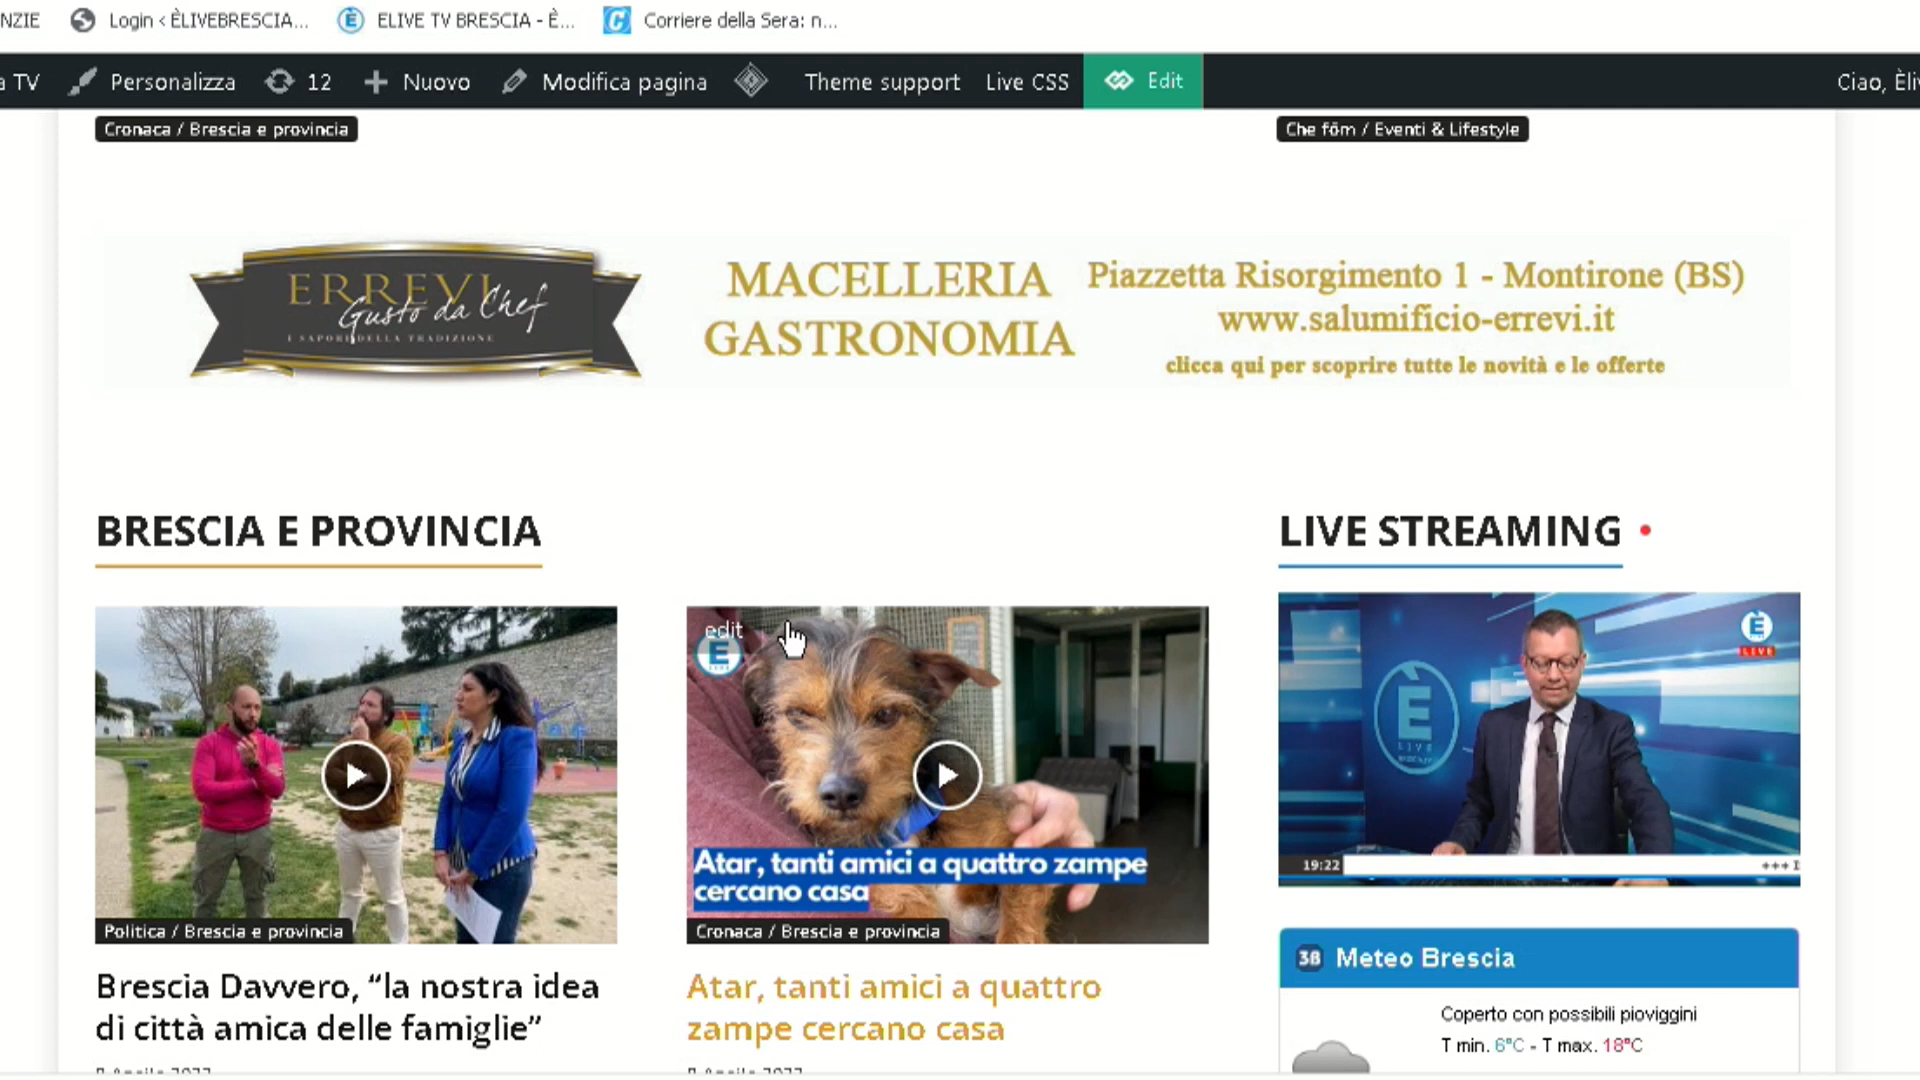 NZIE
Login ‹ ÈLIVEBRESCIA...
ELIVE TV BRESCIA - È...
Corriere della Sera: n...
a TV
Personalizza
12
Nuovo
Modifica pagina
Theme support
Live CSS
Edit
Ciao, Èliv
Cronaca / Brescia e provincia
Che föm / Eventi & Lifestyle
ERREVI
Gusto da Chef
I SAPORI DELLA TRADIZIONE
MACELLERIA
GASTRONOMIA
Piazzetta Risorgimento 1 - Montirone (BS)
www.salumificio-errevi.it
clicca qui per scoprire tutte le novità e le offerte
BRESCIA E PROVINCIA
LIVE STREAMING
edit
È
È
LIVE
È
LIVE
Atar, tanti amici a quattro zampe
cercano casa
19:22
+++
Politica / Brescia e provincia
Cronaca / Brescia e provincia
3B Meteo Brescia
Brescia Davvero, “la nostra idea
di città amica delle famiglie”
Atar, tanti amici a quattro
zampe cercano casa
Coperto con possibili pioviggini
T min. 6°C - T max. 18°C